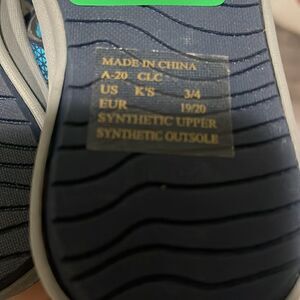 MADE IN CHINA
A-20 CLC
US K'S 3/4
EUR 19/20
SYNTHETIC UPPER
SYNTHETIC OUTSOLE